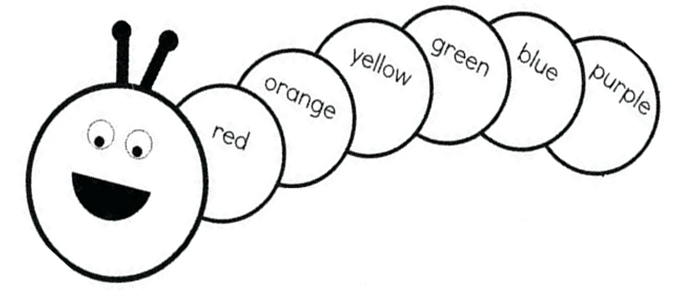 red
orange
yellow
green
blue
purple